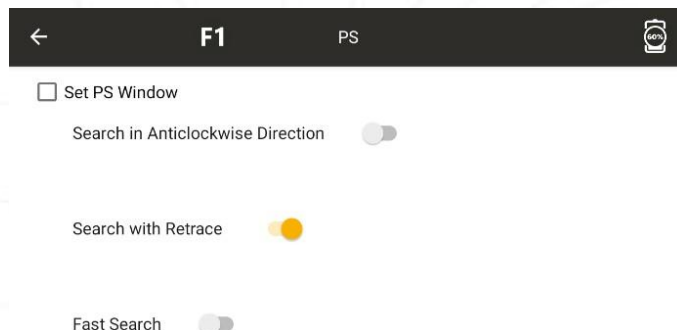 F1 PS 60%
Set PS Window
Search in Anticlockwise Direction
Search with Retrace
Fast Search